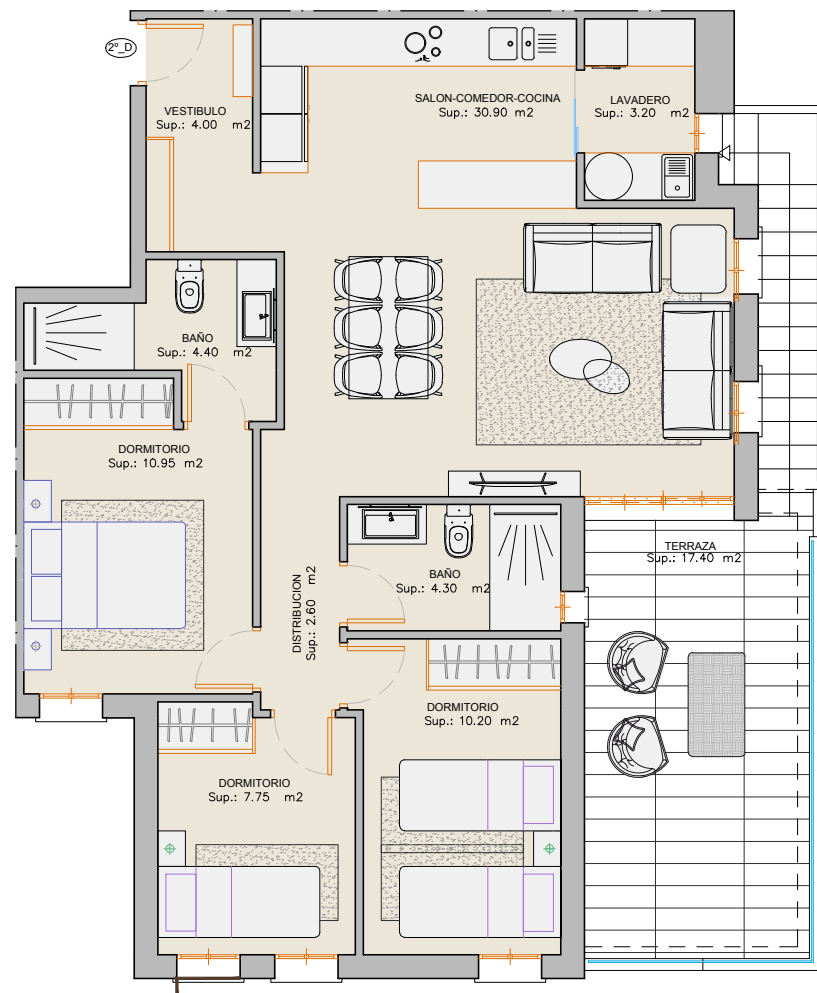 2º_D
VESTIBULO
Sup.: 4.00 m2
SALON-COMEDOR-COCINA
Sup.: 30.90 m2
LAVADERO
Sup.: 3.20 m2
BAÑO
Sup.: 4.40 m2
DORMITORIO
Sup.: 10.95 m2
DISTRIBUCION
Sup.: 2.60 m2
BAÑO
Sup.: 4.30 m2
TERRAZA
Sup.: 17.40 m2
DORMITORIO
Sup.: 10.20 m2
DORMITORIO
Sup.: 7.75 m2